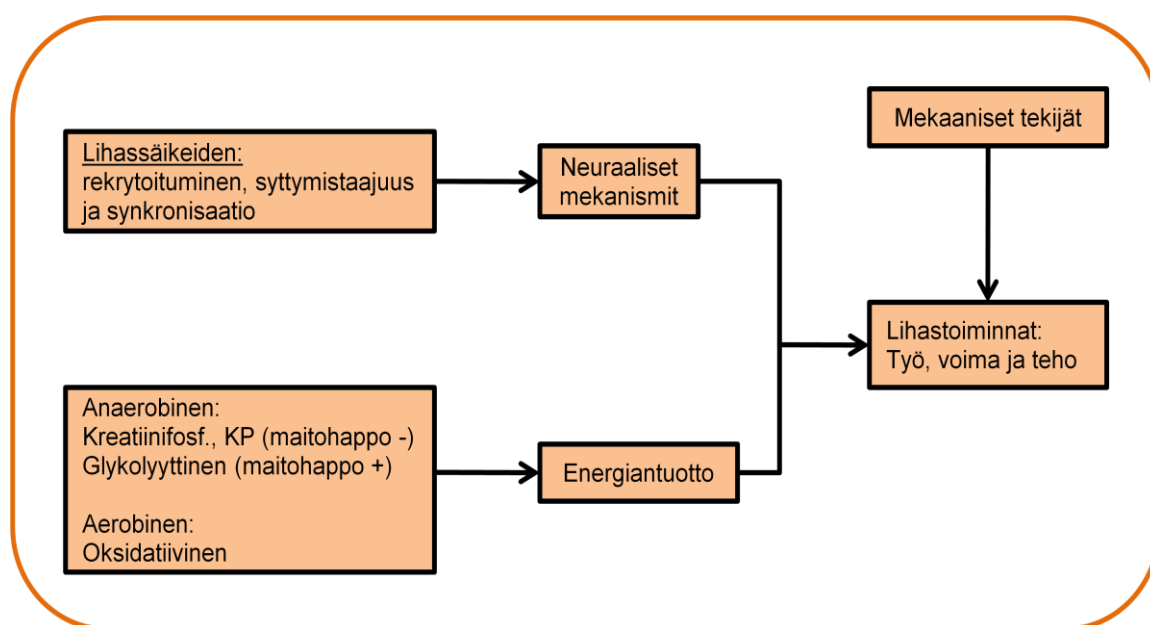 Mekaaniset tekijät
Lihassäikeiden:
rekrytoituminen, syttymistaajuus
ja synkronisaatio
Neuraaliset
mekanismit
Lihastoiminnat:
Työ, voima ja teho
Anaerobinen:
Kreatiinifosf., KP (maitohappo -)
Glykolyyttinen (maitohappo +)
Aerobinen:
Oksidatiivinen
Energiantuotto